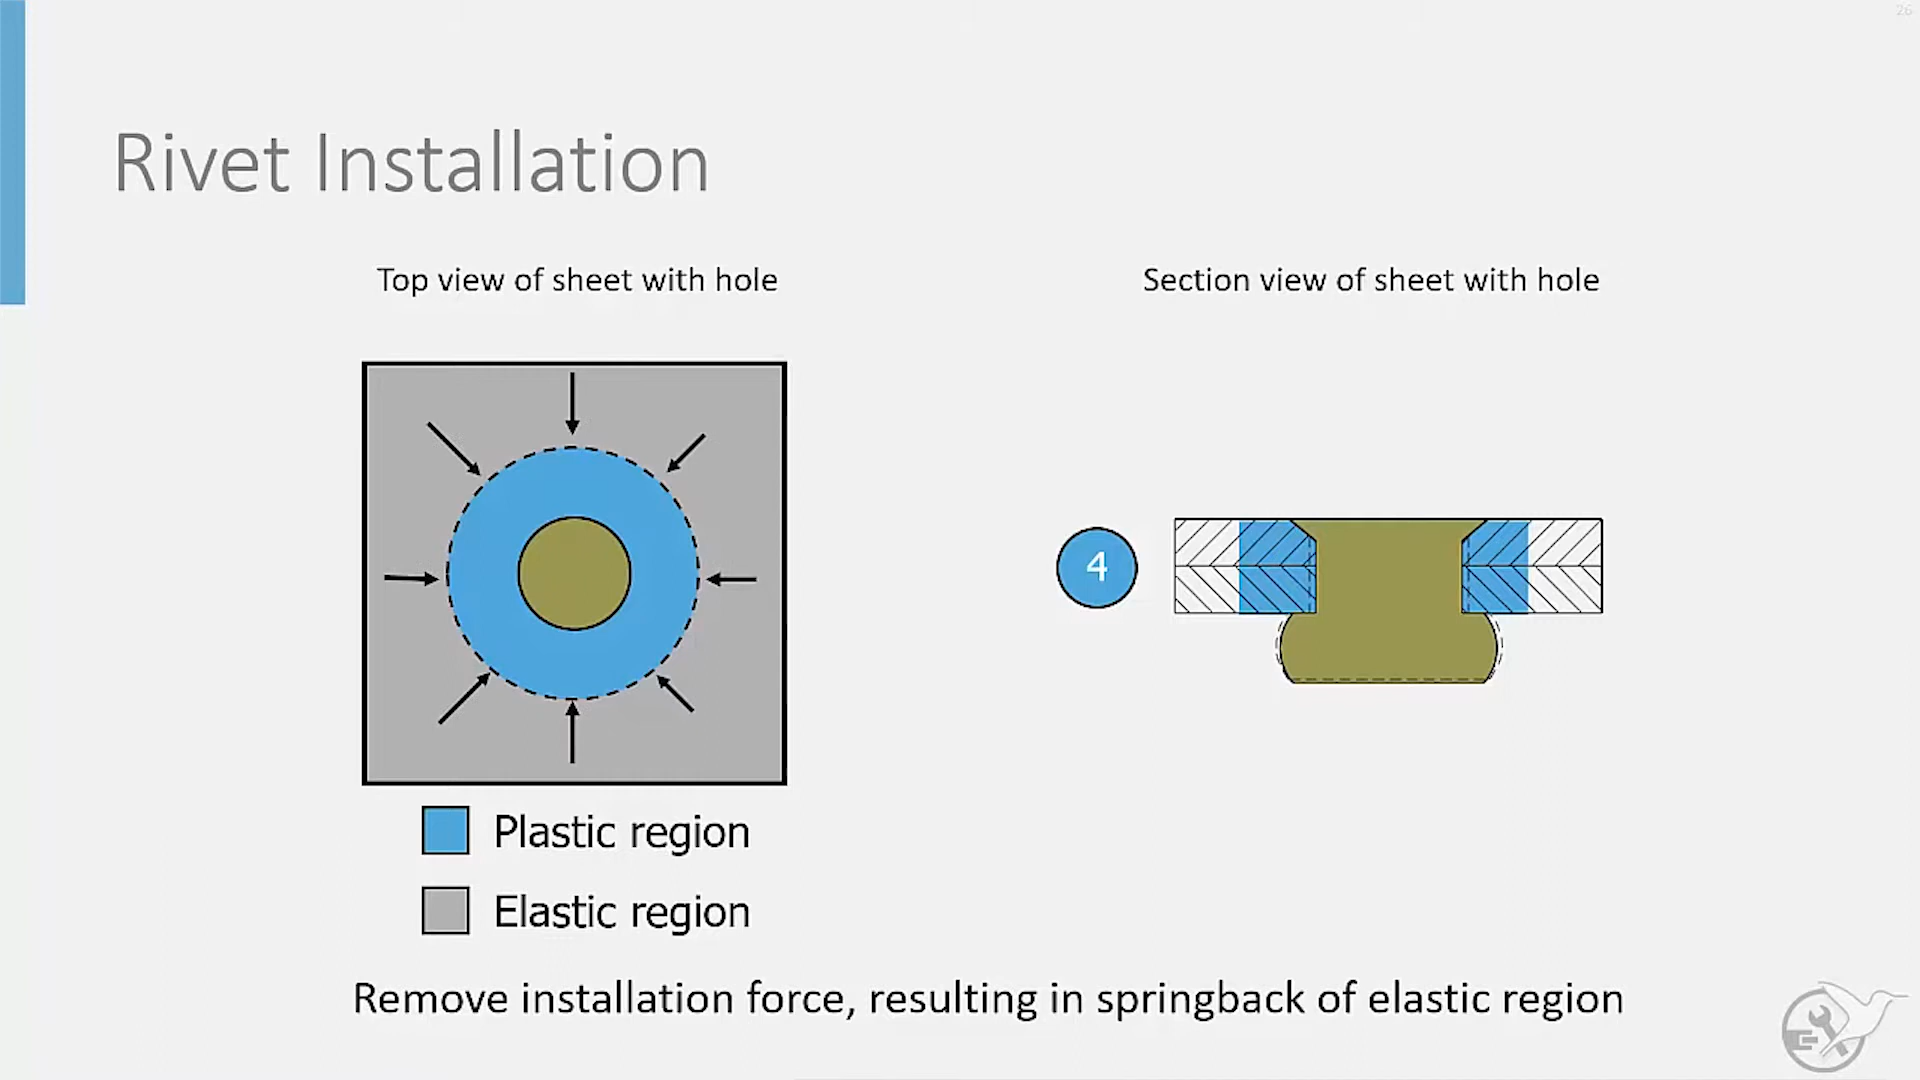 26
Rivet Installation
Top view of sheet with hole
Section view of sheet with hole
4
Plastic region
Elastic region
Remove installation force, resulting in springback of elastic region